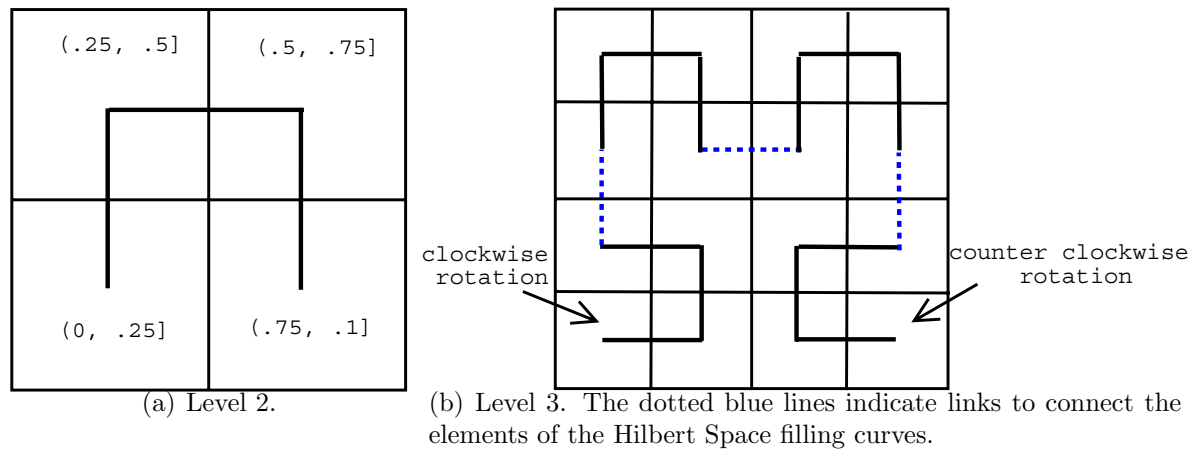 (.25, .5]
(.5, .75]
(0, .25]
(.75, .1]
(a) Level 2.
clockwise
rotation
counter clockwise
rotation
(b) Level 3. The dotted blue lines indicate links to connect the
elements of the Hilbert Space filling curves.